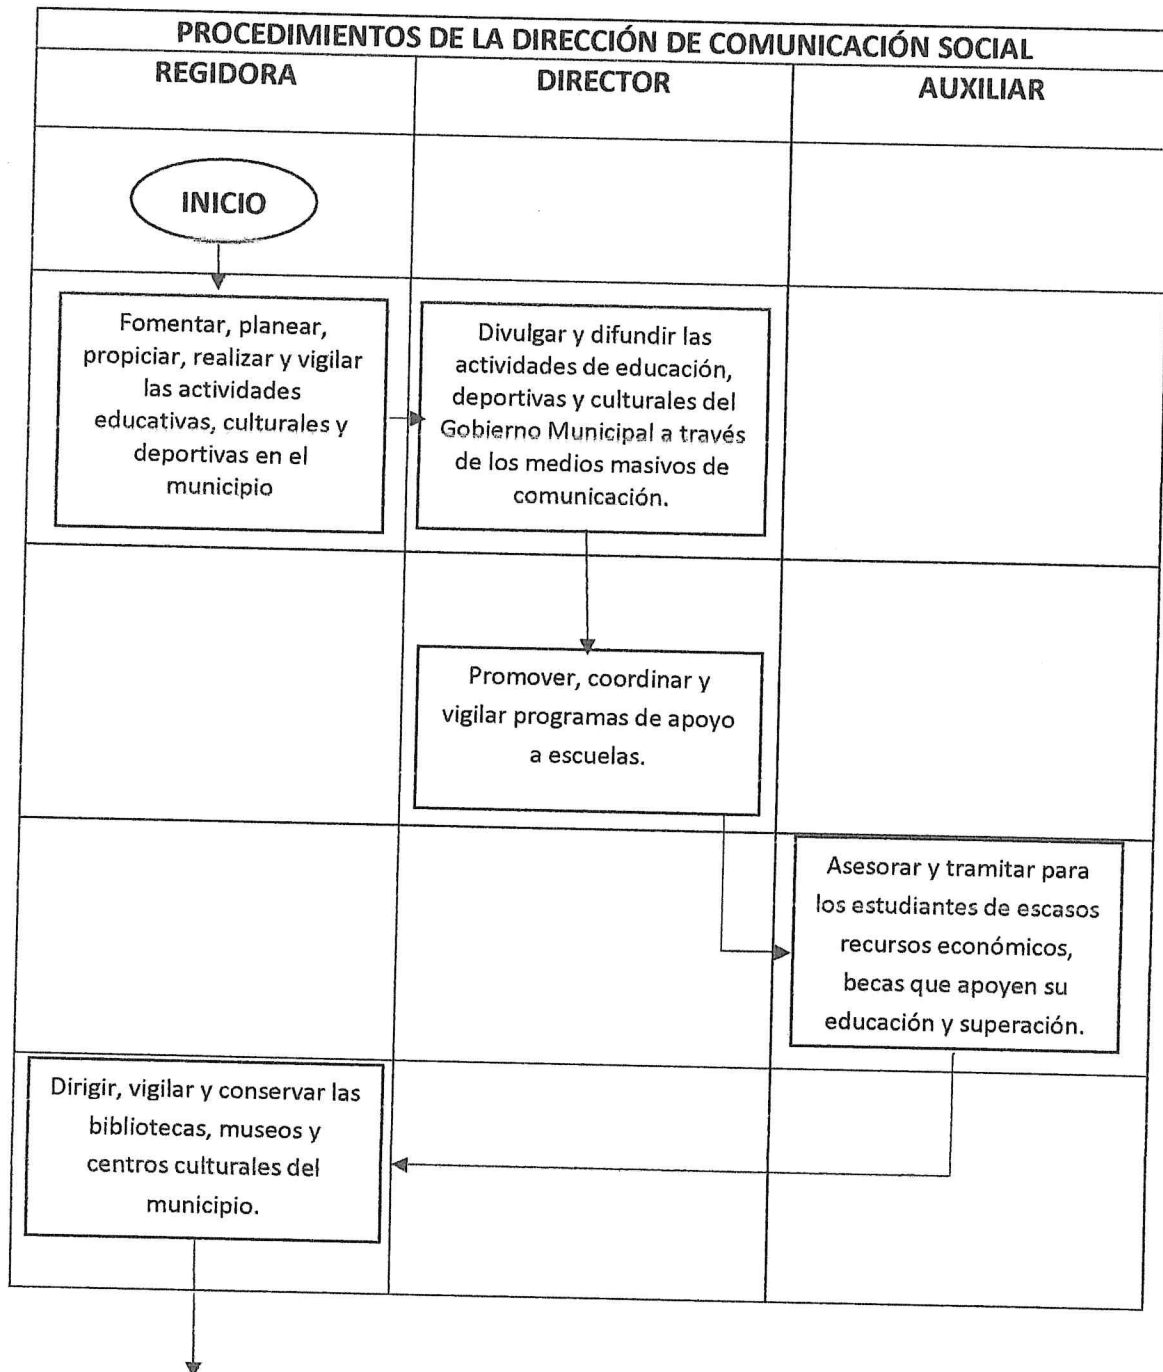 PROCEDIMIENTOS DE LA DIRECCIÓN DE COMUNICACIÓN SOCIAL
REGIDORA
DIRECTOR
AUXILIAR
INICIO
Fomentar, planear,
propiciar, realizar y vigilar
las actividades
educativas, culturales y
deportivas en el
municipio
Divulgar y difundir las
actividades de educación,
deportivas y culturales del
Gobierno Municipal a través
de los medios masivos de
comunicación.
Promover, coordinar y
vigilar programas de apoyo
a escuelas.
Asesorar y tramitar para
los estudiantes de escasos
recursos económicos,
becas que apoyen su
educación y superación.
Dirigir, vigilar y conservar las
bibliotecas, museos y
centros culturales del
municipio.